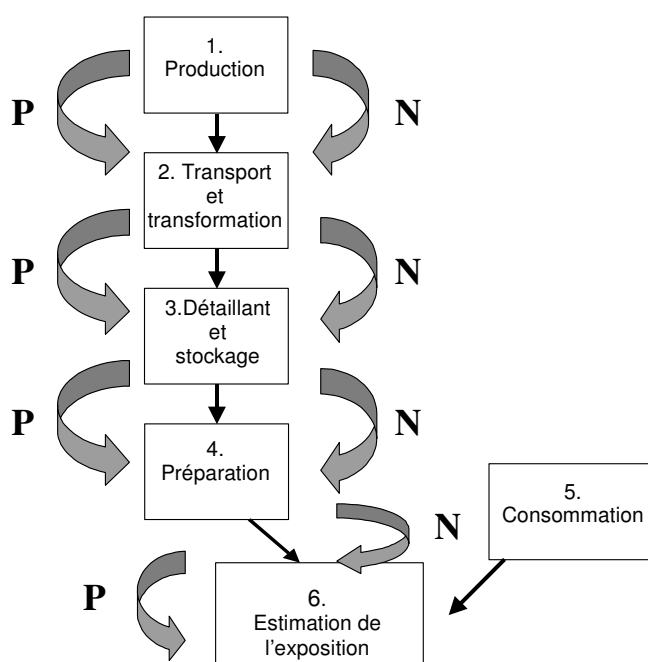 1.
Production
P
N
2. Transport
et
transformation
P
N
3.Détaillant
et
stockage
P
N
4.
Préparation
5.
Consommation
N
P
6.
Estimation de
l'exposition